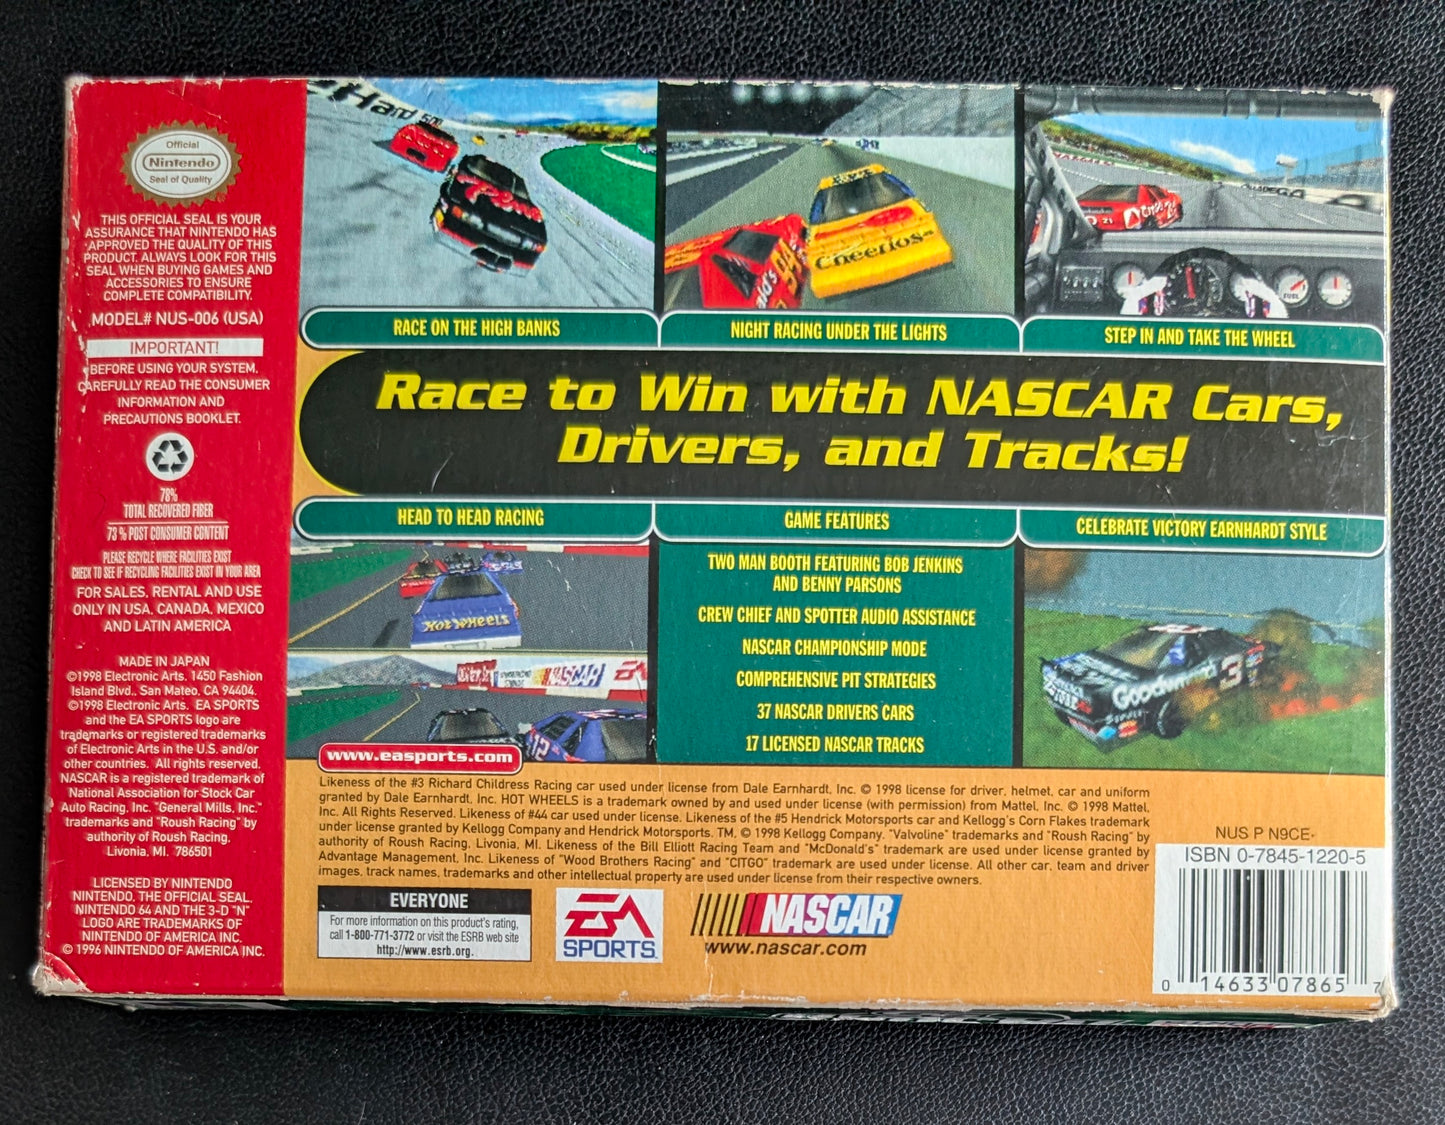 Official
Nintendo
Seal of Quality
THIS OFFICIAL SEAL IS YOUR
ASSURANCE THAT NINTENDO HAS
APPROVED THE QUALITY OF THIS
PRODUCT. ALWAYS LOOK FOR THIS
SEAL WHEN BUYING GAMES AND
ACCESSORIES TO ENSURE
COMPLETE COMPATIBILITY.
MODEL# NUS-006 (USA)
IMPORTANT!
BEFORE USING YOUR SYSTEM,
CAREFULLY READ THE CONSUMER
INFORMATION AND
PRECAUTIONS BOOKLET.
78%
TOTAL RECOVERED FIBER
73 % POST CONSUMER CONTENT
PLEASE RECYCLE WHERE FACILITIES EXIST
CHECK TO SEE IF RECYCLING FACILITIES EXIST IN YOUR AREA
FOR SALES, RENTAL AND USE
ONLY IN USA, CANADA, MEXICO
AND LATIN AMERICA
MADE IN JAPAN
©1998 Electronic Arts. 1450 Fashion
Island Blvd., San Mateo, CA 94404.
©1998 Electronic Arts. EA SPORTS
and the EA SPORTS logo are
trademarks or registered trademarks
of Electronic Arts in the U.S. and/or
other countries. All rights reserved.
NASCAR is a registered trademark of
National Association for Stock Car
Auto Racing, Inc. "General Mills, Inc."
trademarks and "Roush Racing" by
authority of Roush Racing,
Livonia, MI. 786501
LICENSED BY NINTENDO
NINTENDO, THE OFFICIAL SEAL,
NINTENDO 64 AND THE 3-D "N"
LOGO ARE TRADEMARKS OF
NINTENDO OF AMERICA INC.
© 1996 NINTENDO OF AMERICA INC.
Hard 50
Cheerios
94
CITGO
21
FUEL
RACE ON THE HIGH BANKS
NIGHT RACING UNDER THE LIGHTS
STEP IN AND TAKE THE WHEEL
Race to Win with NASCAR Cars,
Drivers, and Tracks!
HEAD TO HEAD RACING
GAME FEATURES
CELEBRATE VICTORY EARNHARDT STYLE
HOT WHEELS
NASCAR
EA
12
TWO MAN BOOTH FEATURING BOB JENKINS
AND BENNY PARSONS
CREW CHIEF AND SPOTTER AUDIO ASSISTANCE
NASCAR CHAMPIONSHIP MODE
COMPREHENSIVE PIT STRATEGIES
37 NASCAR DRIVERS CARS
17 LICENSED NASCAR TRACKS
Goodwrench
3
www.easports.com
Likeness of the #3 Richard Childress Racing car used under license from Dale Earnhardt, Inc. © 1998 license for driver, helmet, car and uniform
granted by Dale Earnhardt, Inc. HOT WHEELS is a trademark owned by and used under license (with permission) from Mattel, Inc. © 1998 Mattel,
Inc. All Rights Reserved. Likeness of #44 car used under license. Likeness of the #5 Hendrick Motorsports car and Kellogg's Corn Flakes trademark
under license granted by Kellogg Company and Hendrick Motorsports. TM, © 1998 Kellogg Company. "Valvoline" trademarks and "Roush Racing" by
authority of Roush Racing, Livonia, MI. Likeness of the Bill Elliott Racing Team and "McDonald's" trademark are used under license granted by
Advantage Management, Inc. Likeness of "Wood Brothers Racing" and "CITGO" trademark are used under license. All other car, team and driver
images, track names, trademarks and other intellectual property are used under license from their respective owners.
EVERYONE
For more information on this product's rating,
call 1-800-771-3772 or visit the ESRB web site
http://www.esrb.org.
EA
SPORTS
NASCAR
www.nascar.com
NUS P N9CE-
ISBN 0-7845-1220-5
0 14633 07865 7